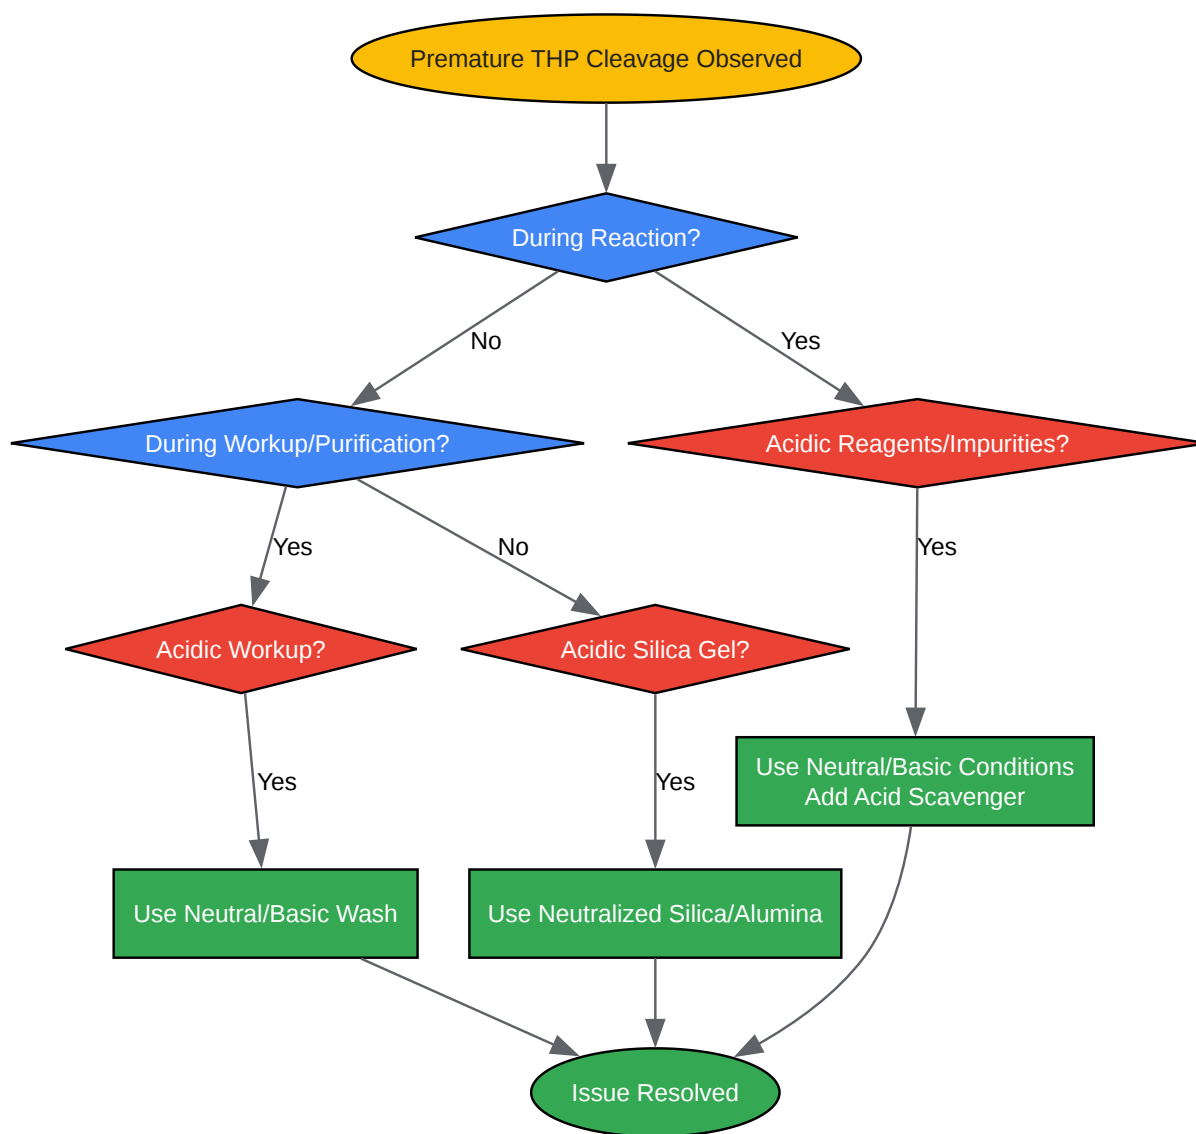 Premature THP Cleavage Observed
During Reaction?
No
Yes
During Workup/Purification?
Acidic Reagents/Impurities?
Yes
No
Yes
Acidic Workup?
Acidic Silica Gel?
Yes
Yes
Use Neutral/Basic Conditions
Add Acid Scavenger
Use Neutral/Basic Wash
Use Neutralized Silica/Alumina
Issue Resolved